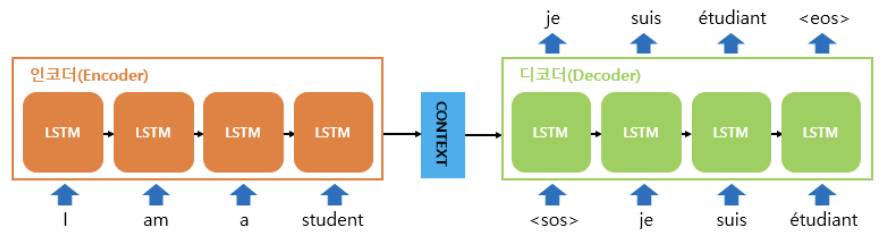 je suis étudiant <eos>
인코더(Encoder)
디코더(Decoder)
LSTM LSTM LSTM LSTM
CONTEXT
LSTM LSTM LSTM LSTM
I am a student
<sos> je suis étudiant